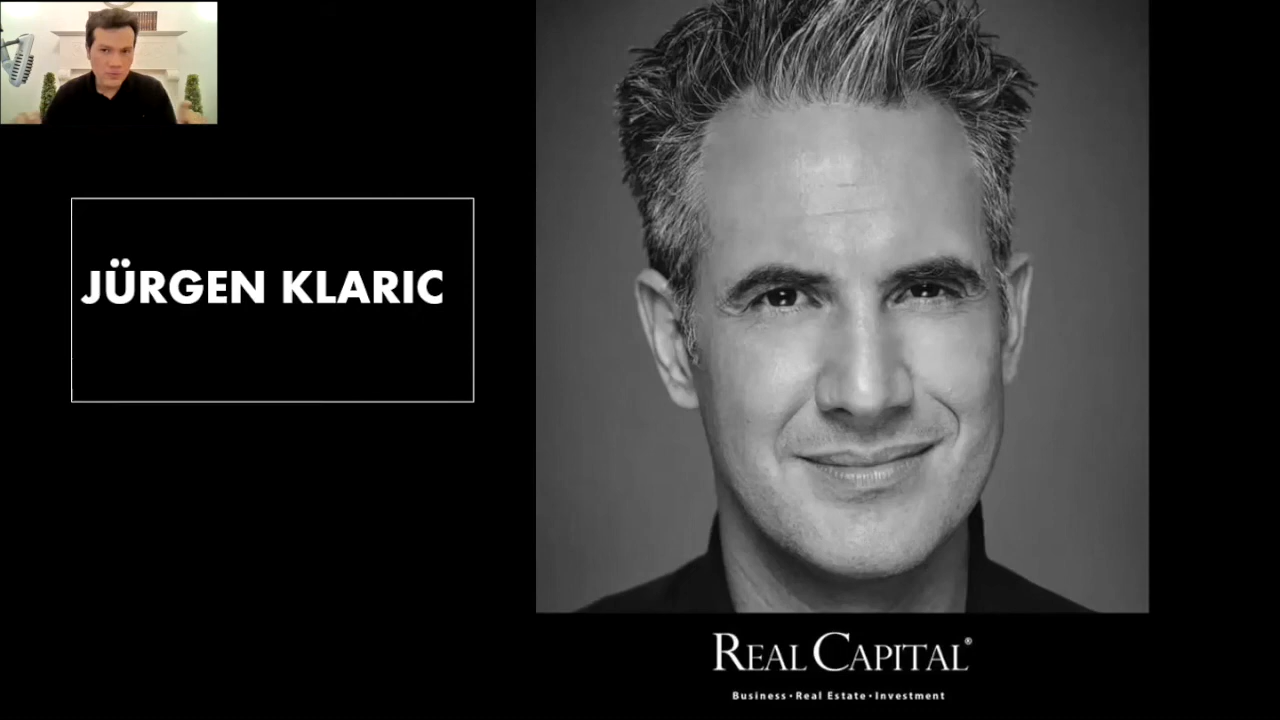 JÜRGEN KLARIC
REAL CAPITAL®
Business • Real Estate • Investment